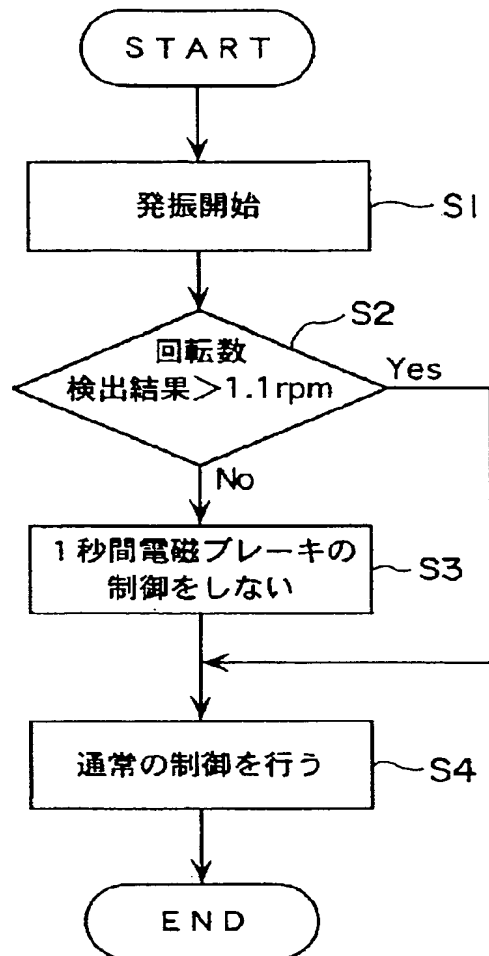 START
発振開始
S1
S2
回転数
検出結果>1.1rpm
Yes
No
1秒間電磁ブレーキの
制御をしない
S3
通常の制御を行う
S4
END